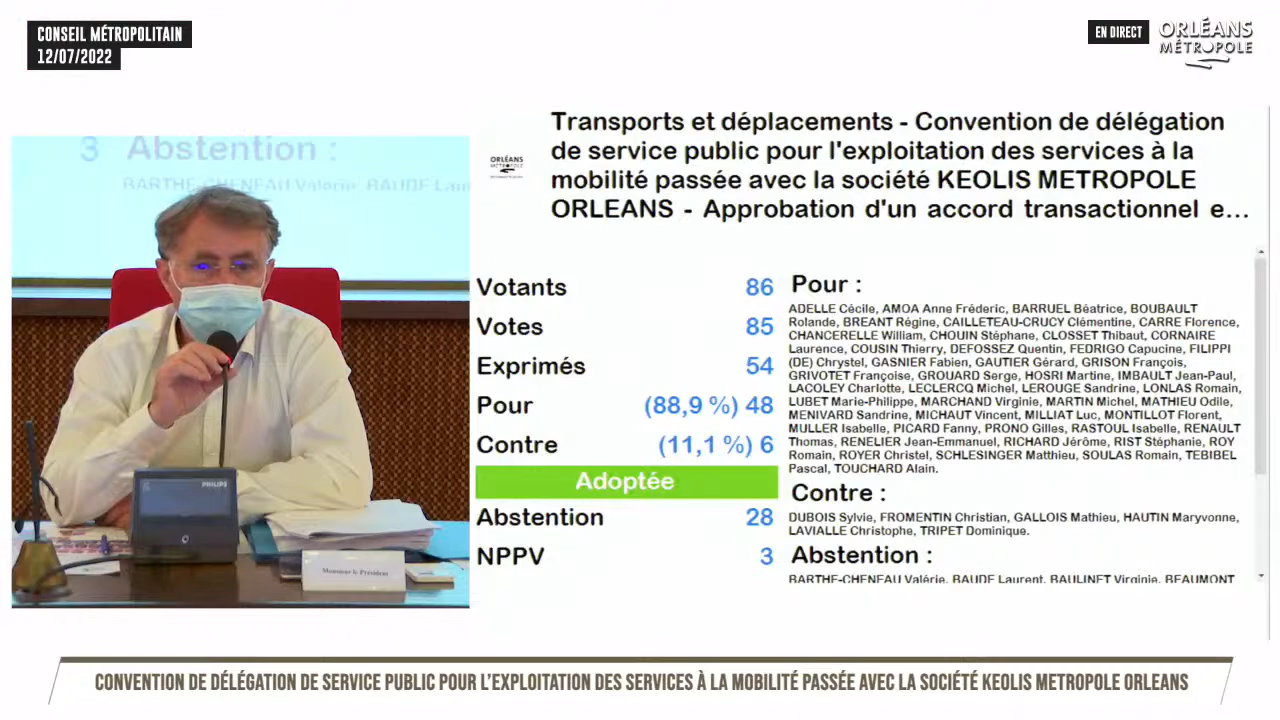 CONSEIL MÉTROPOLITAIN
12/07/2022
EN DIRECT
ORLÉANS
MÉTROPOLE
3 Abstention :
BARTHE-CHENEAU Valérie, BAUDE Lau
PHILIPS
Monsieur le Président
ORLÉANS
MÉTROPOLE
Transports et déplacements - Convention de délégation
de service public pour l'exploitation des services à la
mobilité passée avec la société KEOLIS METROPOLE
ORLEANS - Approbation d'un accord transactionnel e...
Votants 86
Votes 85
Exprimés 54
Pour (88,9 %) 48
Contre (11,1 %) 6
Adoptée
Abstention 28
NPPV 3
Pour :
ADELLE Cécile, AMOA Anne Fréderic, BARRUEL Béatrice, BOUBAULT
Rolande, BREANT Régine, CAILLETEAU-CRUCY Clémentine, CARRE Florence,
CHANCERELLE William, CHOUIN Stéphane, CLOSSET Thibaut, CORNAIRE
Laurence, COUSIN Thierry, DEFOSSEZ Quentin, FEDRIGO Capucine, FILIPPI
(DE) Chrystel, GASNIER Fabien, GAUTIER Gérard, GRISON François,
GRIVOTET Françoise, GROUARD Serge, HOSRI Martine, IMBAULT Jean-Paul,
LACOLEY Charlotte, LECLERCQ Michel, LEROUGE Sandrine, LONLAS Romain,
LUBET Marie-Philippe, MARCHAND Virginie, MARTIN Michel, MATHIEU Odile,
MENIVARD Sandrine, MICHAUT Vincent, MILLIAT Luc, MONTILLOT Florent,
MULLER Isabelle, PICARD Fanny, PRONO Gilles, RASTOUL Isabelle, RENAULT
Thomas, RENELIER Jean-Emmanuel, RICHARD Jérôme, RIST Stéphanie, ROY
Romain, ROYER Christel, SCHLESINGER Matthieu, SOULAS Romain, TEBIBEL
Pascal, TOUCHARD Alain.
Contre :
DUBOIS Sylvie, FROMENTIN Christian, GALLOIS Mathieu, HAUTIN Maryvonne,
LAVIALLE Christophe, TRIPET Dominique.
Abstention :
BARTHE-CHENEAU Valérie, BAUDE Laurent, BAULINET Virginie, BEAUMONT
CONVENTION DE DÉLÉGATION DE SERVICE PUBLIC POUR L'EXPLOITATION DES SERVICES À LA MOBILITÉ PASSÉE AVEC LA SOCIÉTÉ KEOLIS METROPOLE ORLEANS